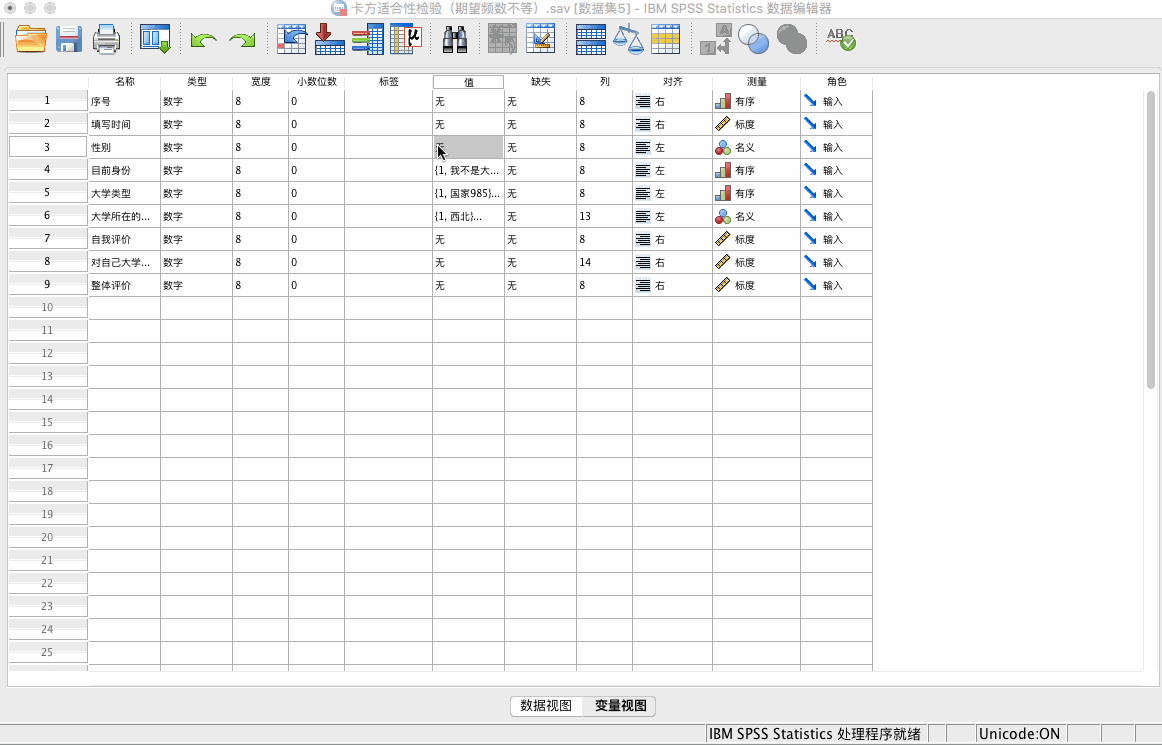 卡方适合性检验（期望频数不等）.sav [数据集5] - IBM SPSS Statistics 数据编辑器
名称 类型 宽度 小数位数 标签 值 缺失 列 对齐 测量 角色
1 序号 数字 8 0 无 无 8 右 有序 输入
2 填写时间 数字 8 0 无 无 8 右 标度 输入
3 性别 数字 8 0 无 8 左 名义 输入
4 目前身份 数字 8 0 {1, 我不是大... 无 8 左 有序 输入
5 大学类型 数字 8 0 {1, 国家985}... 无 8 左 有序 输入
6 大学所在的... 数字 8 0 {1, 西北}... 无 13 左 名义 输入
7 自我评价 数字 8 0 无 无 8 右 标度 输入
8 对自己大学... 数字 8 0 无 无 14 右 标度 输入
9 整体评价 数字 8 0 无 无 8 右 标度 输入
10
11
12
13
14
15
16
17
18
19
20
21
22
23
24
25
数据视图 变量视图
IBM SPSS Statistics 处理程序就绪 Unicode:ON